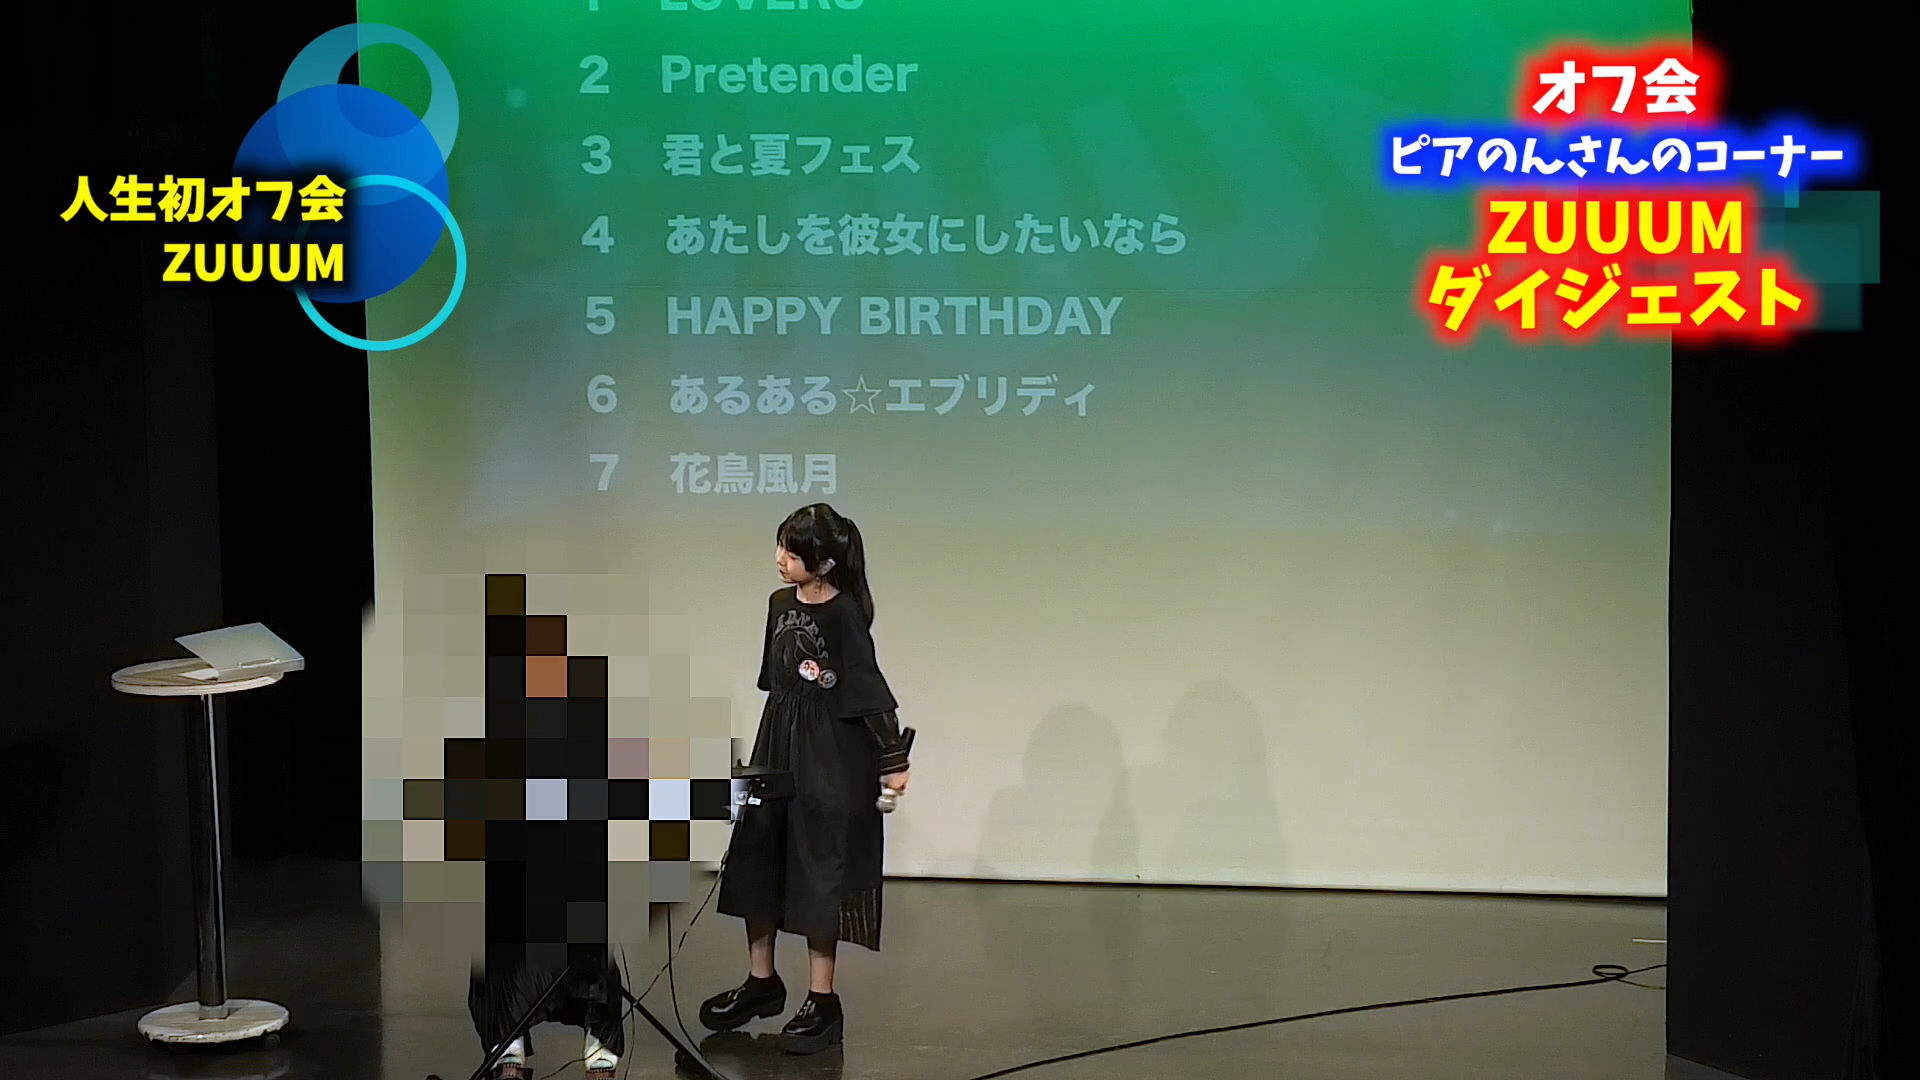 1 LOVERS
2 Pretender
3 君と夏フェス
4 あたしを彼女にしたいなら
5 HAPPY BIRTHDAY
6 あるある☆エブリディ
7 花鳥風月
人生初オフ会
ZUUUM
オフ会
ピアのんさんのコーナー
ZUUUM
ダイジェスト